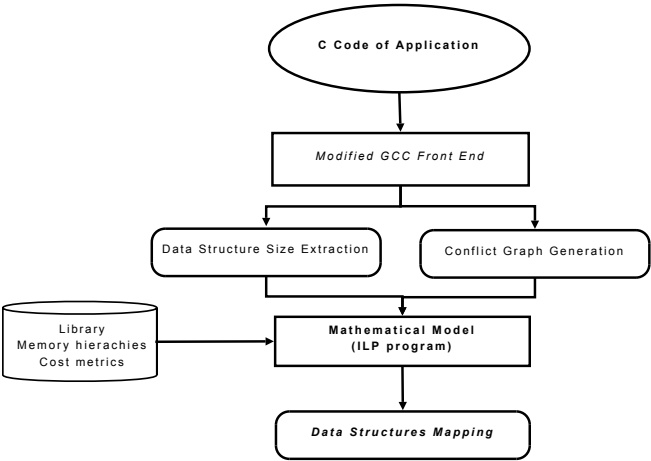 C Code of Application
Modified GCC Front End
Data Structure Size Extraction
Conflict Graph Generation
Library
Memory hierachies
Cost metrics
Mathematical Model
(ILP program)
Data Structures Mapping